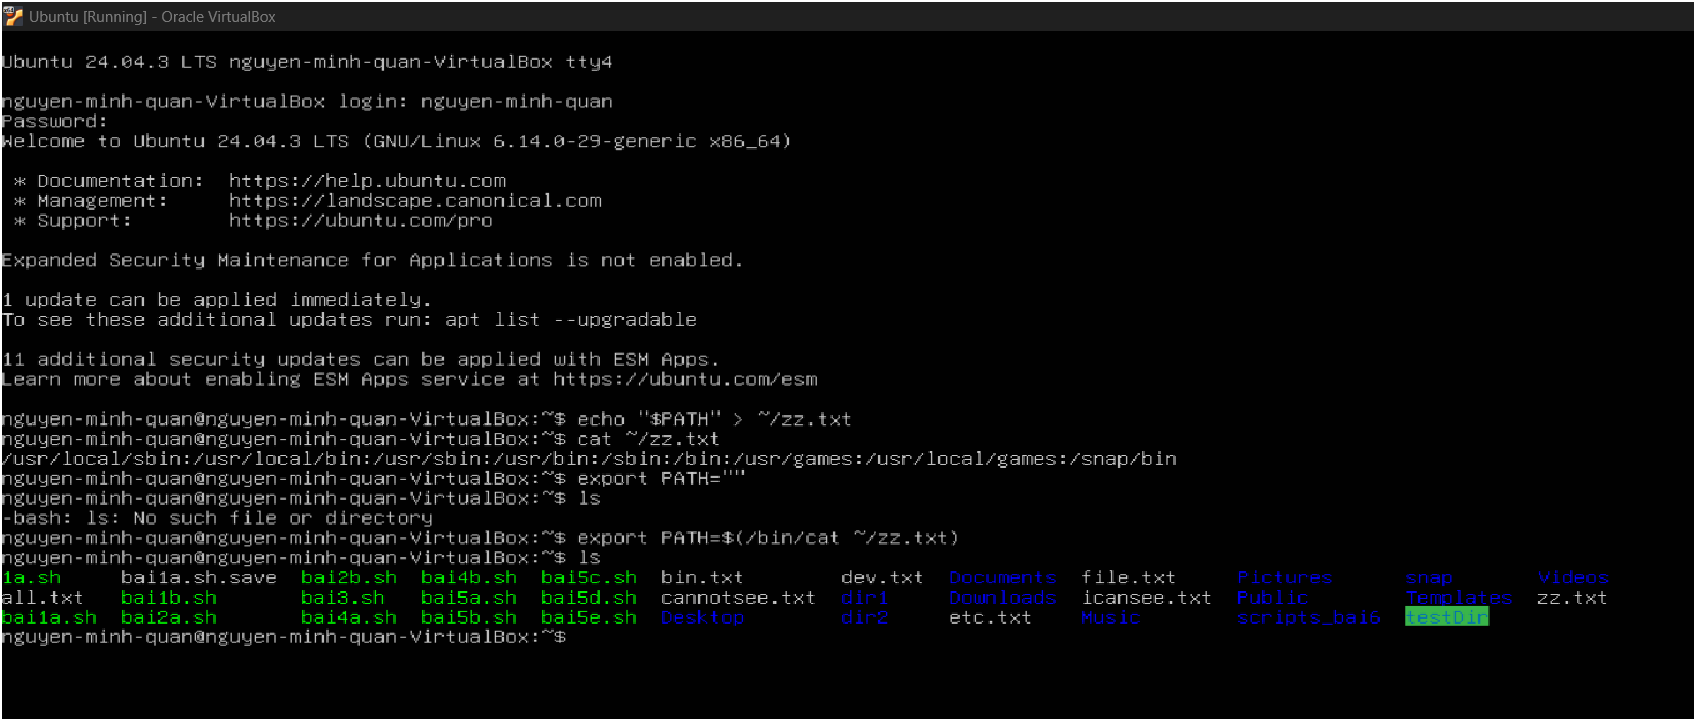 Ubuntu [Running] - Oracle VirtualBox
Ubuntu 24.04.3 LTS nguyen-minh-quan-VirtualBox tty4
nguyen-minh-quan-VirtualBox login: nguyen-minh-quan
Password:
Welcome to Ubuntu 24.04.3 LTS (GNU/Linux 6.14.0-29-generic x86_64)
* Documentation:  https://help.ubuntu.com
* Management:     https://landscape.canonical.com
* Support:        https://ubuntu.com/pro
Expanded Security Maintenance for Applications is not enabled.
1 update can be applied immediately.
To see these additional updates run: apt list --upgradable
11 additional security updates can be applied with ESM Apps.
Learn more about enabling ESM Apps service at https://ubuntu.com/esm
nguyen-minh-quan@nguyen-minh-quan-VirtualBox:~$ echo "$PATH" > ~/zz.txt
nguyen-minh-quan@nguyen-minh-quan-VirtualBox:~$ cat ~/zz.txt
/usr/local/sbin:/usr/local/bin:/usr/sbin:/usr/bin:/sbin:/bin:/usr/games:/usr/local/games:/snap/bin
nguyen-minh-quan@nguyen-minh-quan-VirtualBox:~$ export PATH=""
nguyen-minh-quan@nguyen-minh-quan-VirtualBox:~$ ls
-bash: ls: No such file or directory
nguyen-minh-quan@nguyen-minh-quan-VirtualBox:~$ export PATH=$(/bin/cat ~/zz.txt)
nguyen-minh-quan@nguyen-minh-quan-VirtualBox:~$ ls
1a.sh     bai1a.sh.save  bai2b.sh  bai4b.sh  bai5c.sh  bin.txt        dev.txt  Documents  file.txt     Pictures      snap       Videos
all.txt   bai1b.sh       bai3.sh   bai5a.sh  bai5d.sh  cannotsee.txt  dir1     Downloads  icansee.txt  Public        Templates  zz.txt
bai1a.sh  bai2a.sh       bai4a.sh  bai5b.sh  bai5e.sh  Desktop        dir2     etc.txt    Music        scripts_bai6  testDir
nguyen-minh-quan@nguyen-minh-quan-VirtualBox:~$